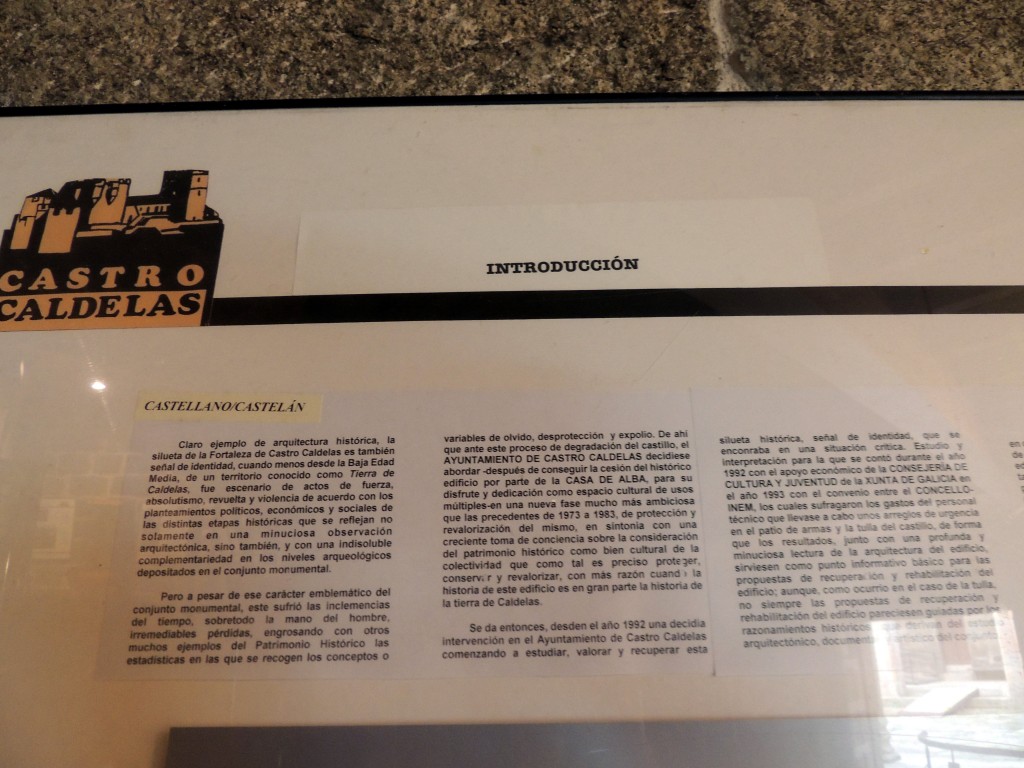 CASTRO
CALDELAS
INTRODUCCIÓN
CASTELLANO/CASTELÁN
Claro ejemplo de arquitectura histórica, la
silueta de la Fortaleza de Castro Caldelas es también
señal de identidad, cuando menos desde la Baja Edad
Media, de un territorio conocido como Tierra de
Caldelas, fue escenario de actos de fuerza,
absolutismo, revuelta y violencia de acuerdo con los
planteamientos políticos, económicos y sociales de
las distintas etapas históricas que se reflejan no
solamente en una minuciosa observación
arquitectónica, sino también, y con una indisoluble
complementariedad en los niveles arqueológicos
depositados en el conjunto monumental.
Pero a pesar de ese carácter emblemático del
conjunto monumental, este sufrió las inclemencias
del tiempo, sobretodo la mano del hombre,
irremediables pérdidas, engrosando con otros
muchos ejemplos del Patrimonio Histórico las
estadísticas en las que se recogen los conceptos o
variables de olvido, desprotección y expolio. De ahí
que ante este proceso de degradación del castillo, el
AYUNTAMIENTO DE CASTRO CALDELAS decidiese
abordar -después de conseguir la cesión del histórico
edificio por parte de la CASA DE ALBA, para su
disfrute y dedicación como espacio cultural de usos
múltiples-en una nueva fase mucho más ambiciosa
que las precedentes de 1973 a 1983, de protección y
revalorización del mismo, en sintonía con una
creciente toma de conciencia sobre la consideración
del patrimonio histórico como bien cultural de la
colectividad que como tal es preciso proteger,
conservar y revalorizar, con más razón cuando la
historia de este edificio es en gran parte la historia de
la tierra de Caldelas.
Se da entonces, desden el año 1992 una decidia
intervención en el Ayuntamiento de Castro Caldelas
comenzando a estudiar, valorar y recuperar esta
silueta histórica, señal de identidad, que se
enconraba en una situación crítica. Estudio y
interpretación para la que se contó durante el año
1992 con el apoyo económico de la CONSEJERÍA DE
CULTURA Y JUVENTUD de la XUNTA DE GALICIA en
el año 1993 con el convenio entre el CONCELLO-
INEM, los cuales sufragaron los gastos del personal
técnico que llevase a cabo unos arreglos de urgencia
en el patio de armas y la tulla del castillo, de forma
que los resultados, junto con una profunda y
minuciosa lectura de la arquitectura del edificio,
sirviesen como punto informativo básico para las
propuestas de recuperación y rehabilitación del
edificio; aunque, como ocurrio en el caso de la tulla,
no siempre las propuestas de recuperación y
rehabilitación del edificio pareciesen guiadas por los
razonamientos históricos que del estudio
arquitectónico, del conjunto